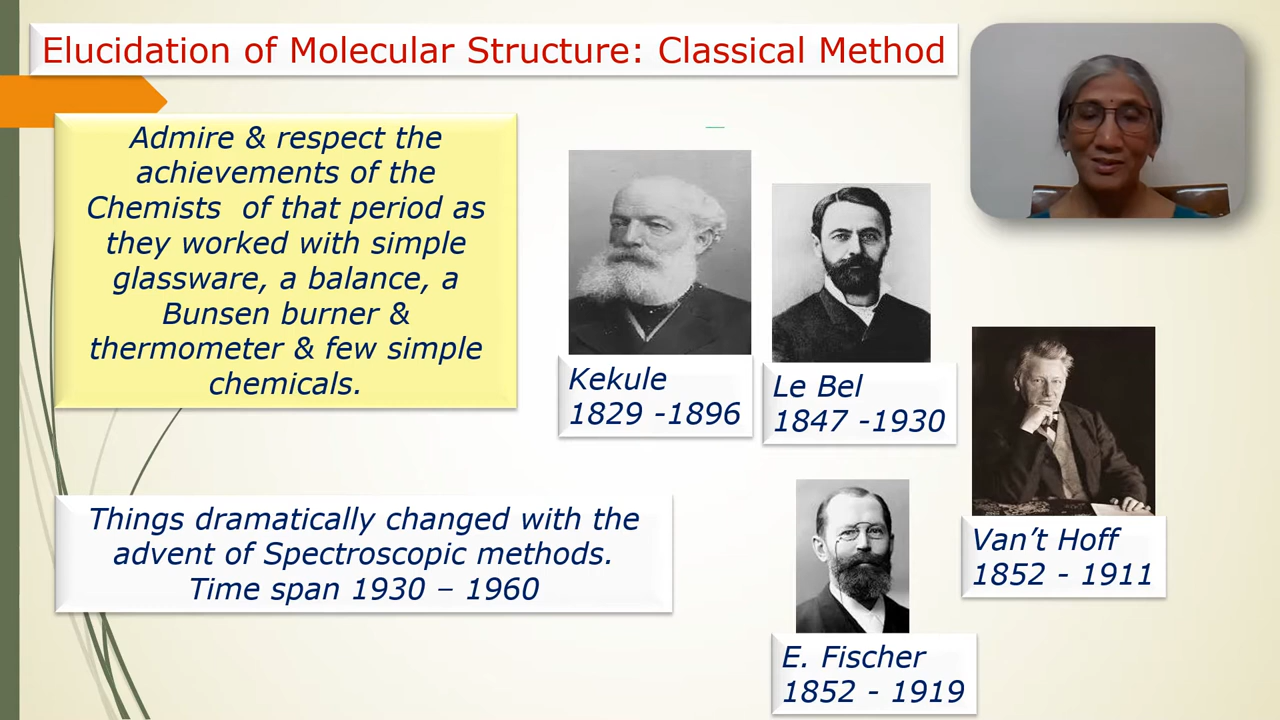 Elucidation of Molecular Structure: Classical Method
Admire & respect the
achievements of the
Chemists of that period as
they worked with simple
glassware, a balance, a
Bunsen burner &
thermometer & few simple
chemicals.
Kekule
1829 -1896
Le Bel
1847 -1930
Van’t Hoff
1852 - 1911
Things dramatically changed with the
advent of Spectroscopic methods.
Time span 1930 – 1960
E. Fischer
1852 - 1919